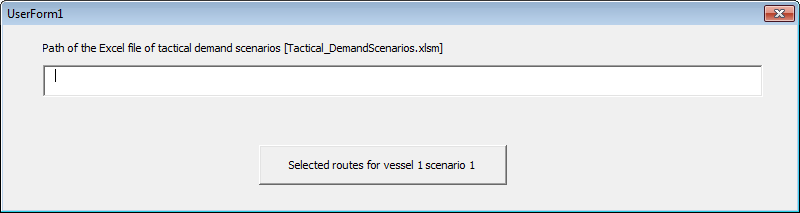 UserForm1
Path of the Excel file of tactical demand scenarios [Tactical_DemandScenarios.xlsm]
Selected routes for vessel 1 scenario 1